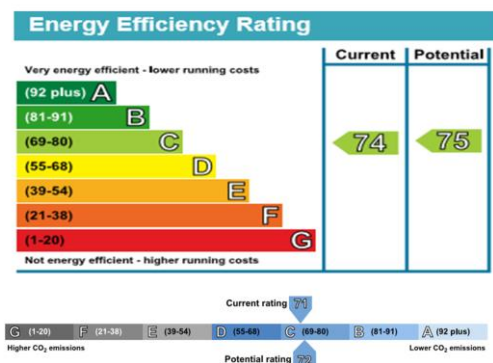 Energy Efficiency Rating
Current Potential
Very energy efficient - lower running costs
(92 plus) A
(81-91) B
(69-80) C 74 75
(55-68) D
(39-54) E
(21-38) F
(1-20) G
Not energy efficient - higher running costs
Current rating 71
G (1-20) F (21-38) E (39-54) D (55-68) C (69-80) B (81-91) A (92 plus)
Higher CO₂ emissions Lower CO₂ emissions
Potential rating 72